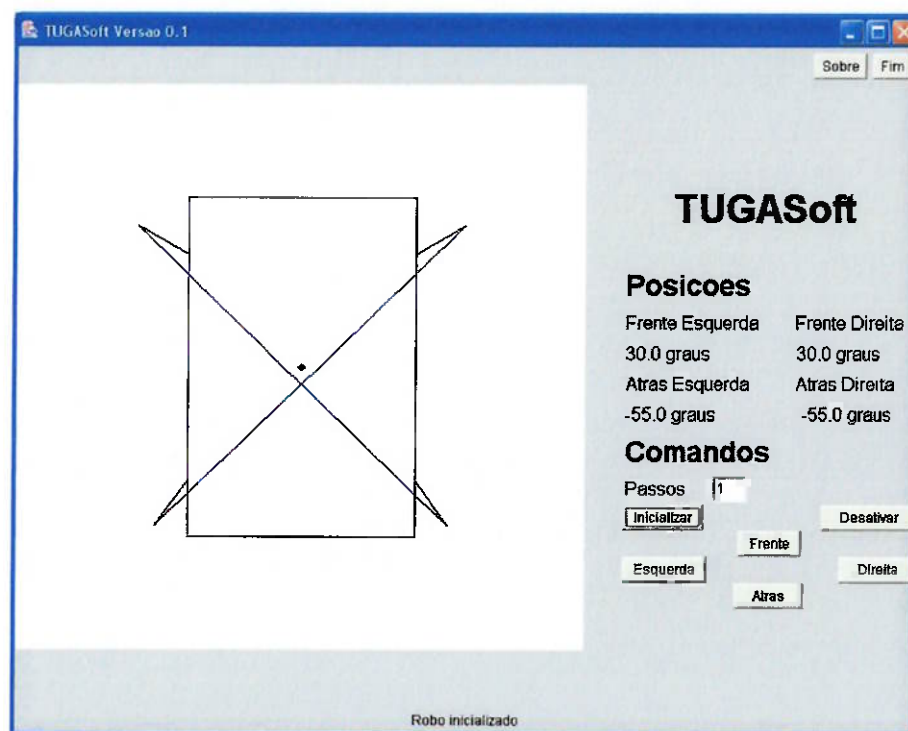 TUGASoft Versao 0.1
Sobre Fim
TUGASoft
Posicoes
Frente Esquerda Frente Direita
30.0 graus 30.0 graus
Atras Esquerda Atras Direita
-55.0 graus -55.0 graus
Comandos
Passos 1
Inicializar Desativar
Frente
Esquerda Direita
Atras
Robo inicializado